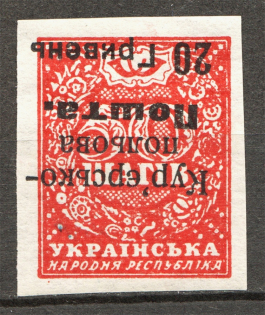 20 Гривень
Пошта.
польова
Кур'єрсько-
УКРАЇНСЬКА
НАРОДНЯ РЕСПУБЛІКА